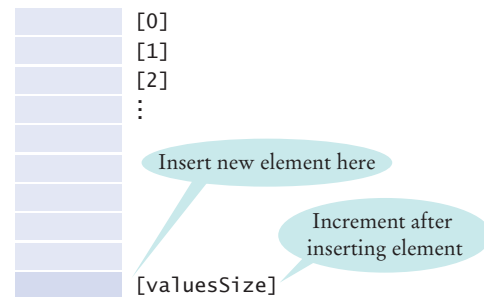 [0]
[1]
[2]
⋮
Insert new element here
Increment after
inserting element
[valuesSize]